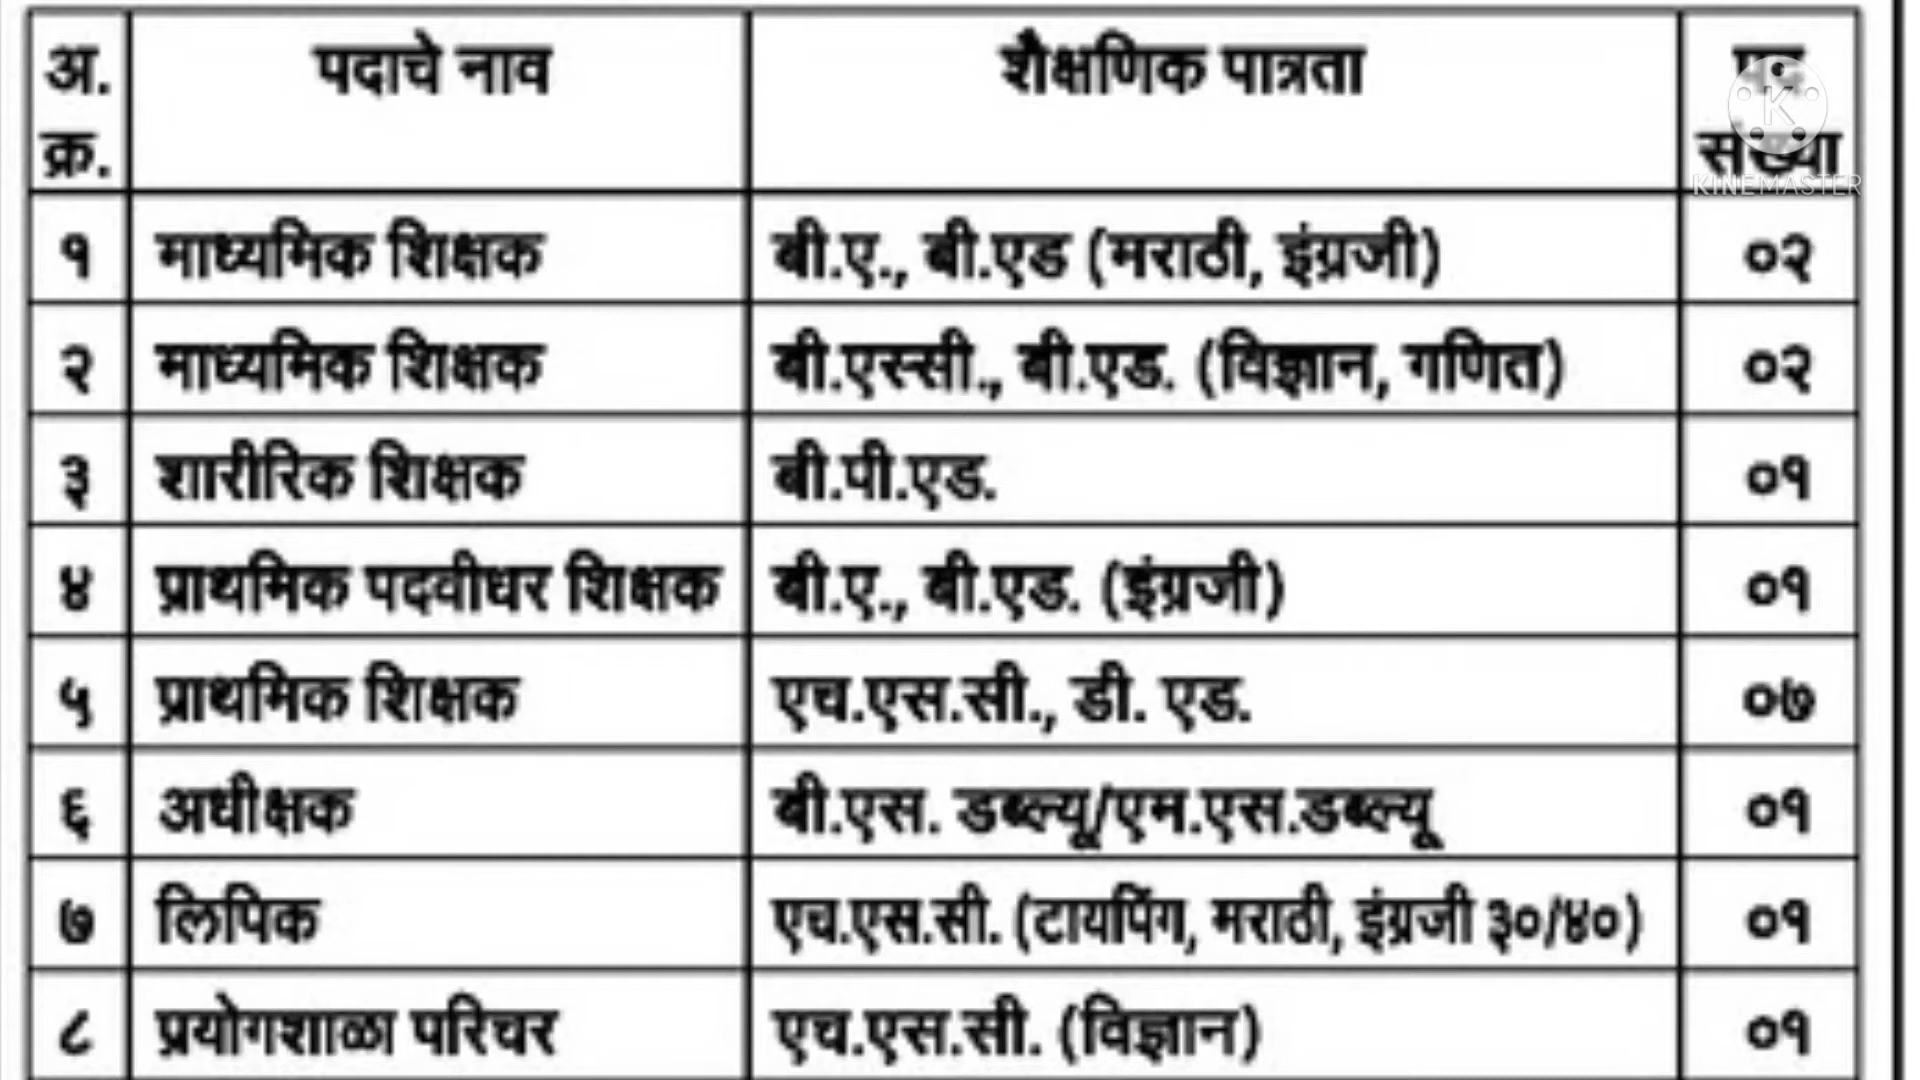 अ. क्र. पदाचे नाव शैक्षणिक पात्रता पद संख्या
१ माध्यमिक शिक्षक बी.ए., बी.एड (मराठी, इंग्रजी) ०२
२ माध्यमिक शिक्षक बी.एस्सी., बी.एड. (विज्ञान, गणित) ०२
३ शारीरिक शिक्षक बी.पी.एड. ०१
४ प्राथमिक पदवीधर शिक्षक बी.ए., बी.एड. (इंग्रजी) ०१
५ प्राथमिक शिक्षक एच.एस.सी., डी. एड. ०७
६ अधीक्षक बी.एस. डब्ल्यू/एम.एस.डब्ल्यू ०१
७ लिपिक एच.एस.सी. (टायपिंग, मराठी, इंग्रजी ३०/४०) ०१
८ प्रयोगशाळा परिचर एच.एस.सी. (विज्ञान) ०१
KINEMASTER